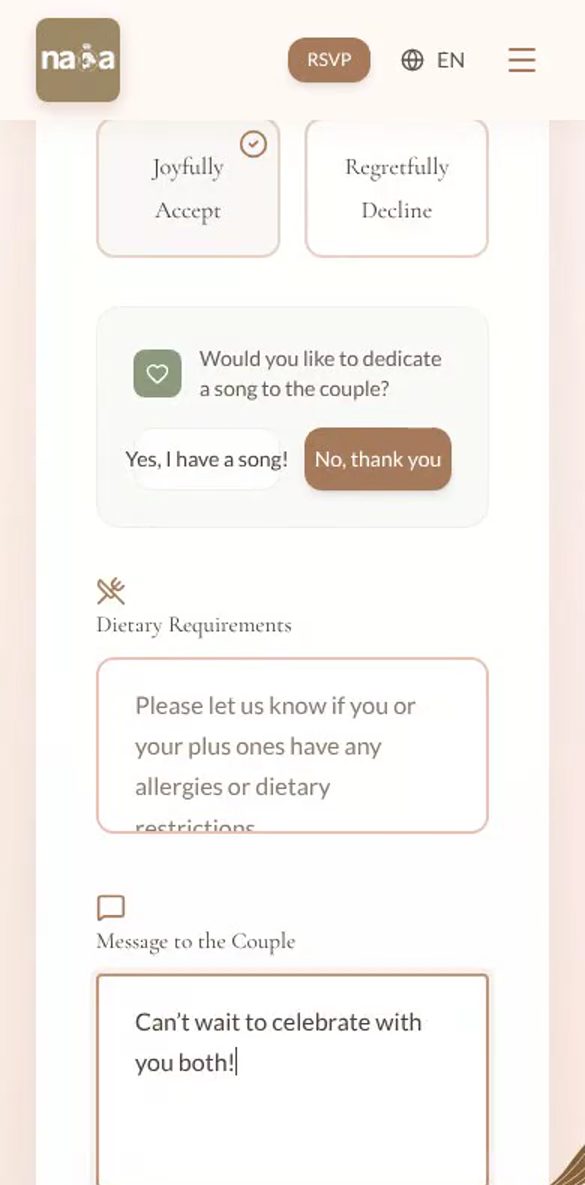 RSVP
EN
Joyfully
Accept
Regretfully
Decline
Would you like to dedicate
a song to the couple?
Yes, I have a song!
No, thank you
Dietary Requirements
Please let us know if you or
your plus ones have any
allergies or dietary
restrictions
Message to the Couple
Can’t wait to celebrate with
you both!